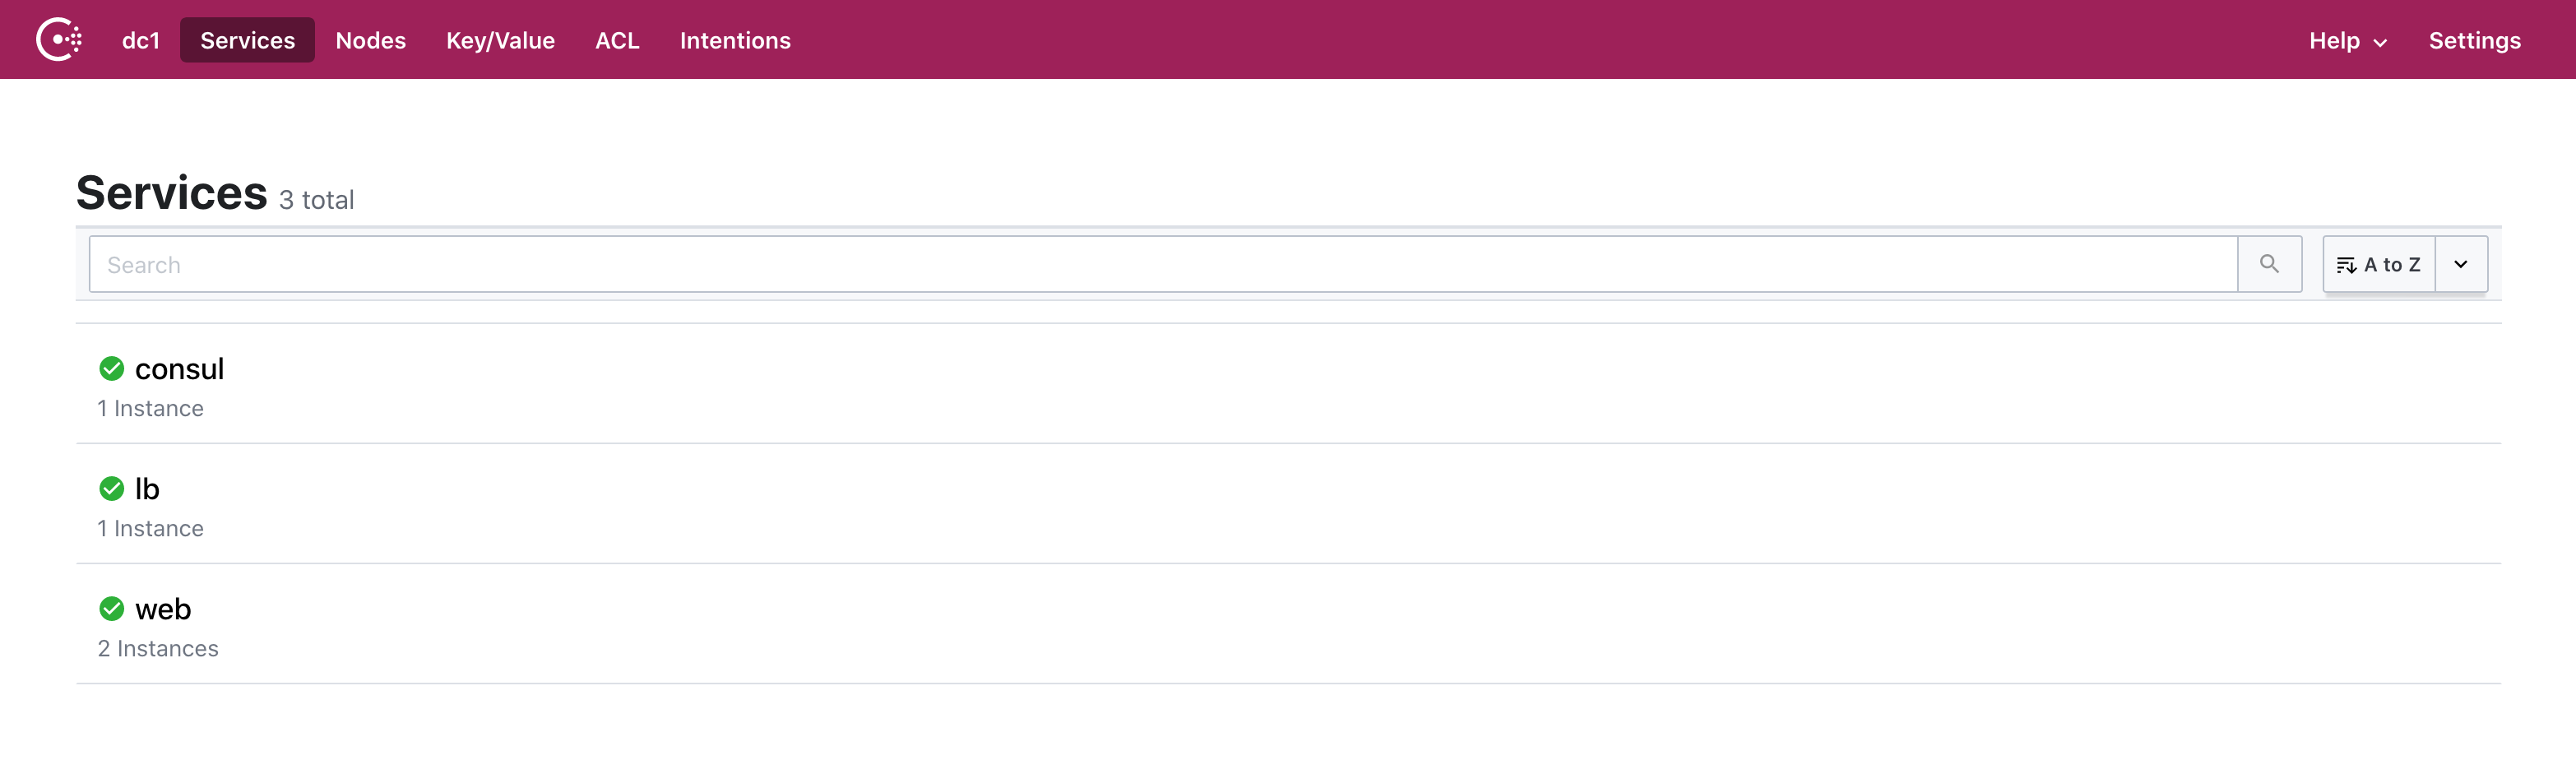 dc1 Services Nodes Key/Value ACL Intentions Help Settings
Services 3 total
Search A to Z
consul
1 Instance
lb
1 Instance
web
2 Instances